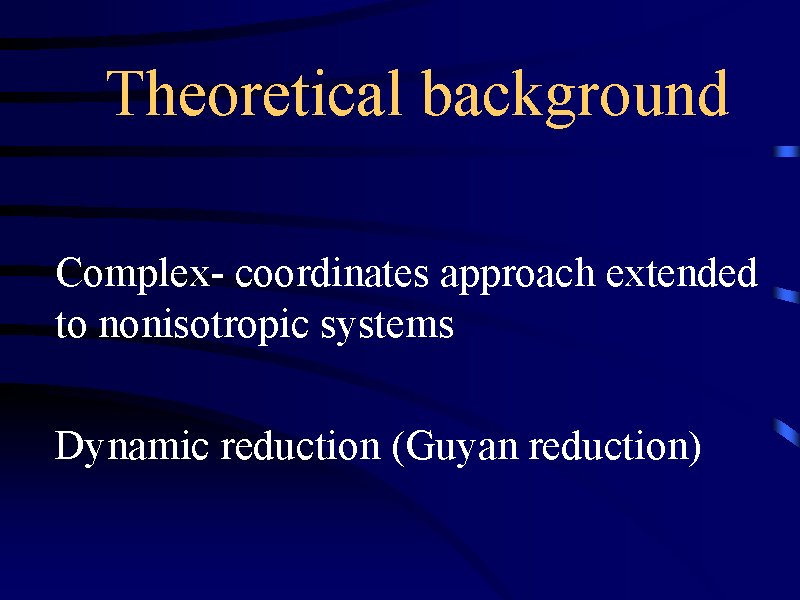 Theoretical background
Complex- coordinates approach extended
to nonisotropic systems
Dynamic reduction (Guyan reduction)